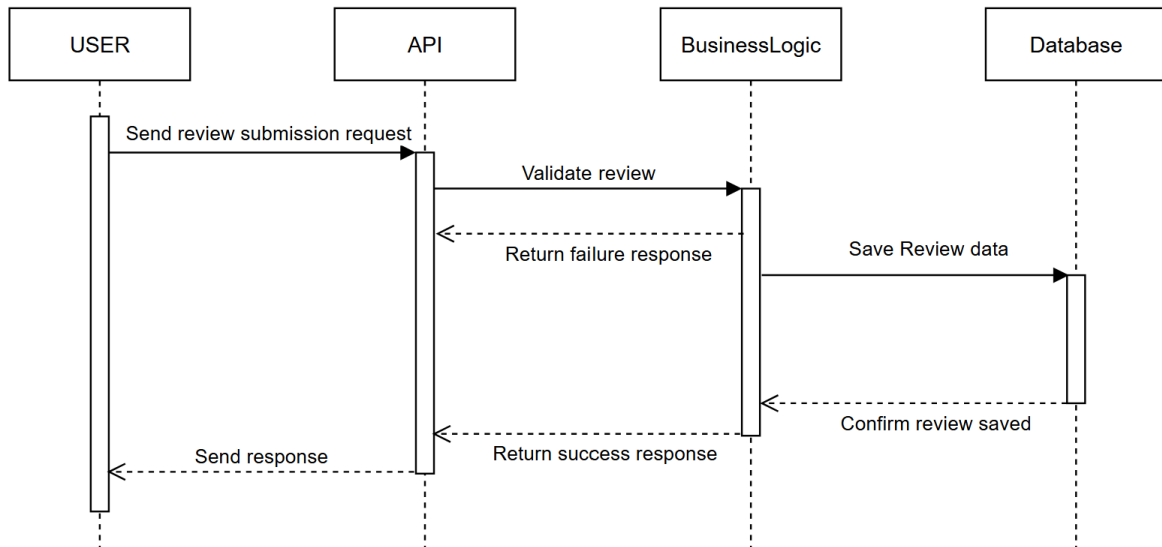 USER
API
BusinessLogic
Database
Send review submission request
Validate review
Return failure response
Save Review data
Confirm review saved
Return success response
Send response